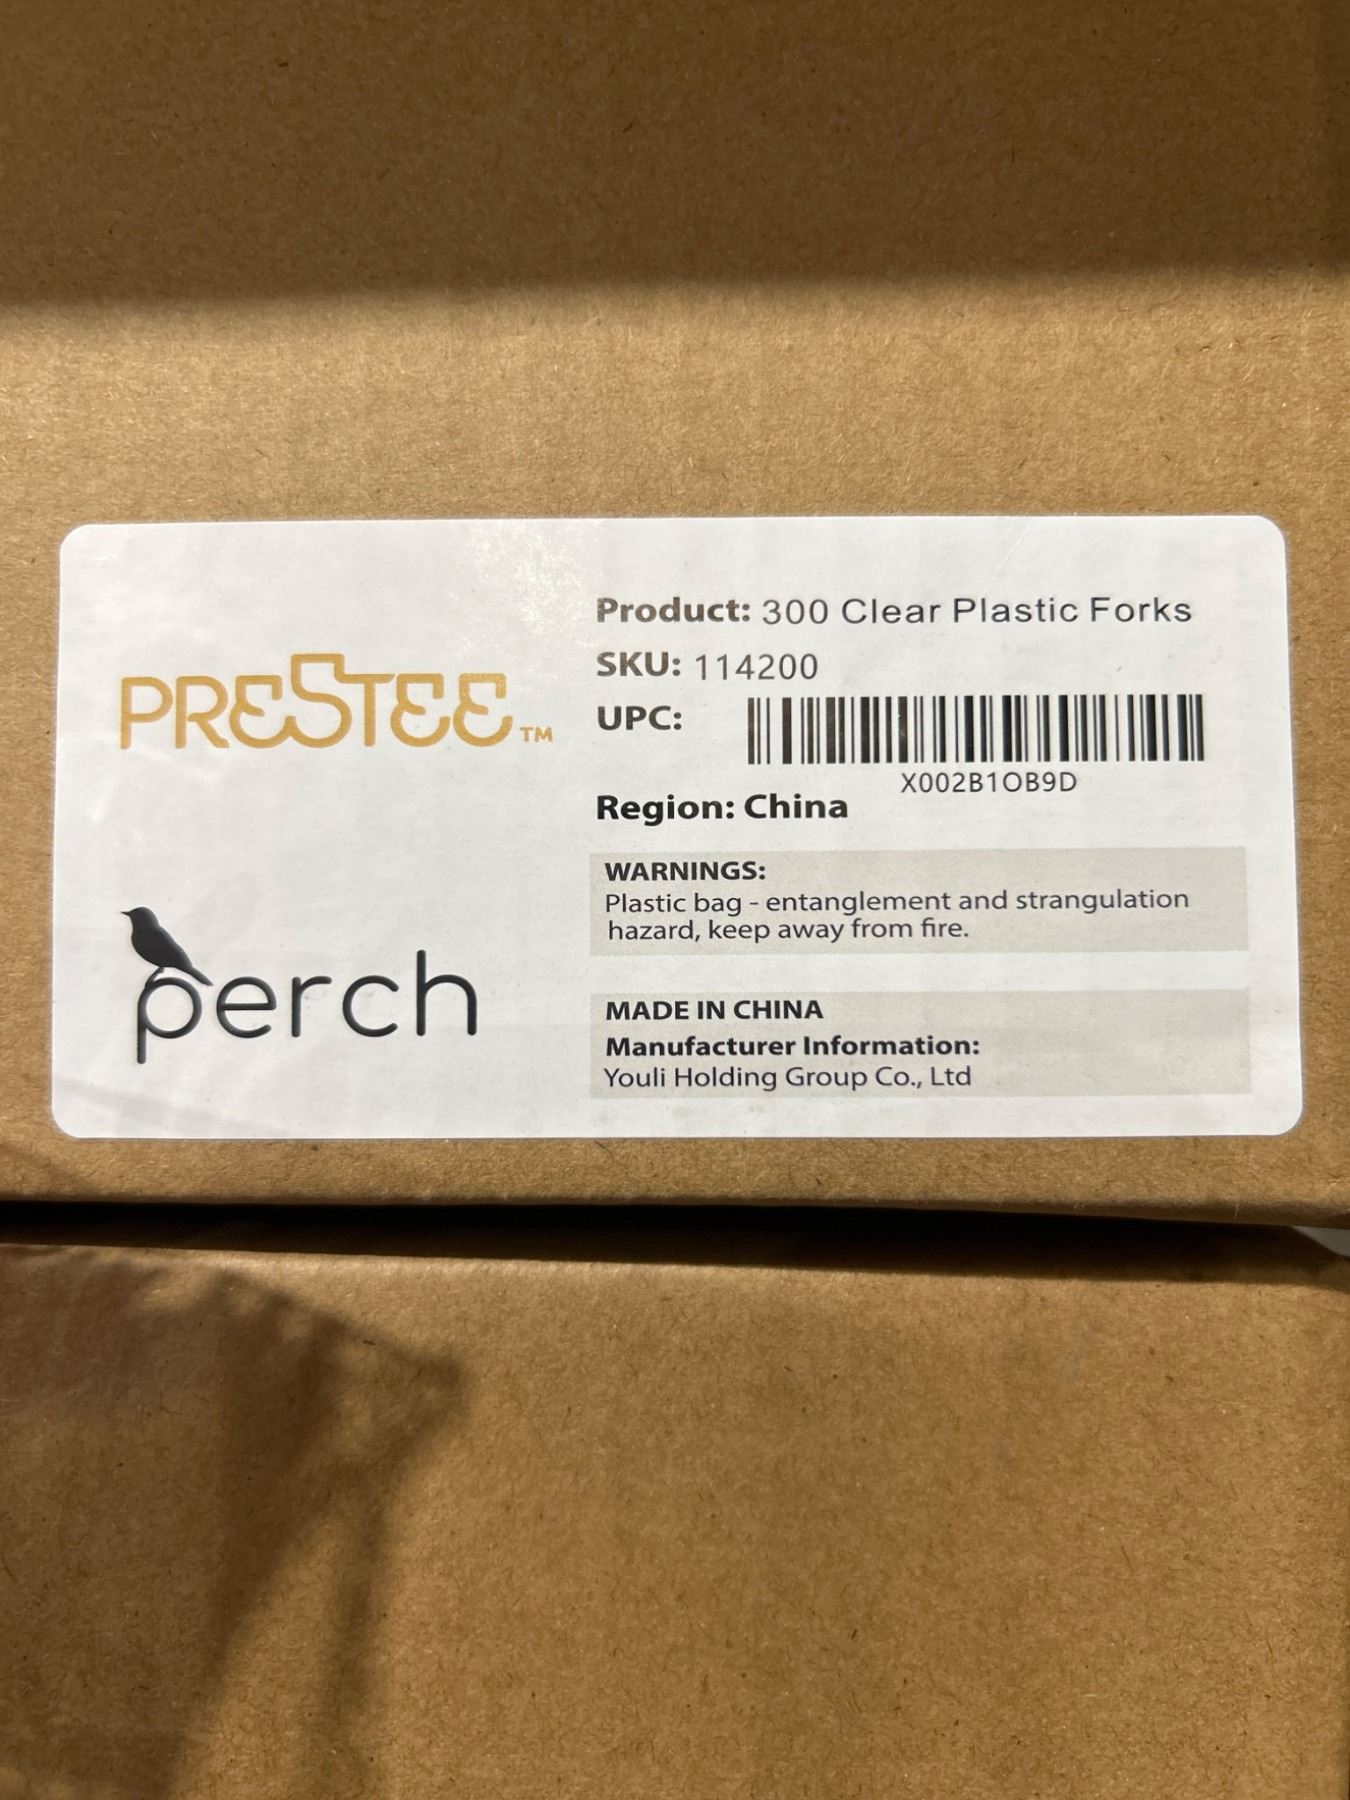 PRESTEE™
perch
Product: 300 Clear Plastic Forks
SKU: 114200
UPC:
X002B1OB9D
Region: China
WARNINGS:
Plastic bag - entanglement and strangulation
hazard, keep away from fire.
MADE IN CHINA
Manufacturer Information:
Youli Holding Group Co., Ltd